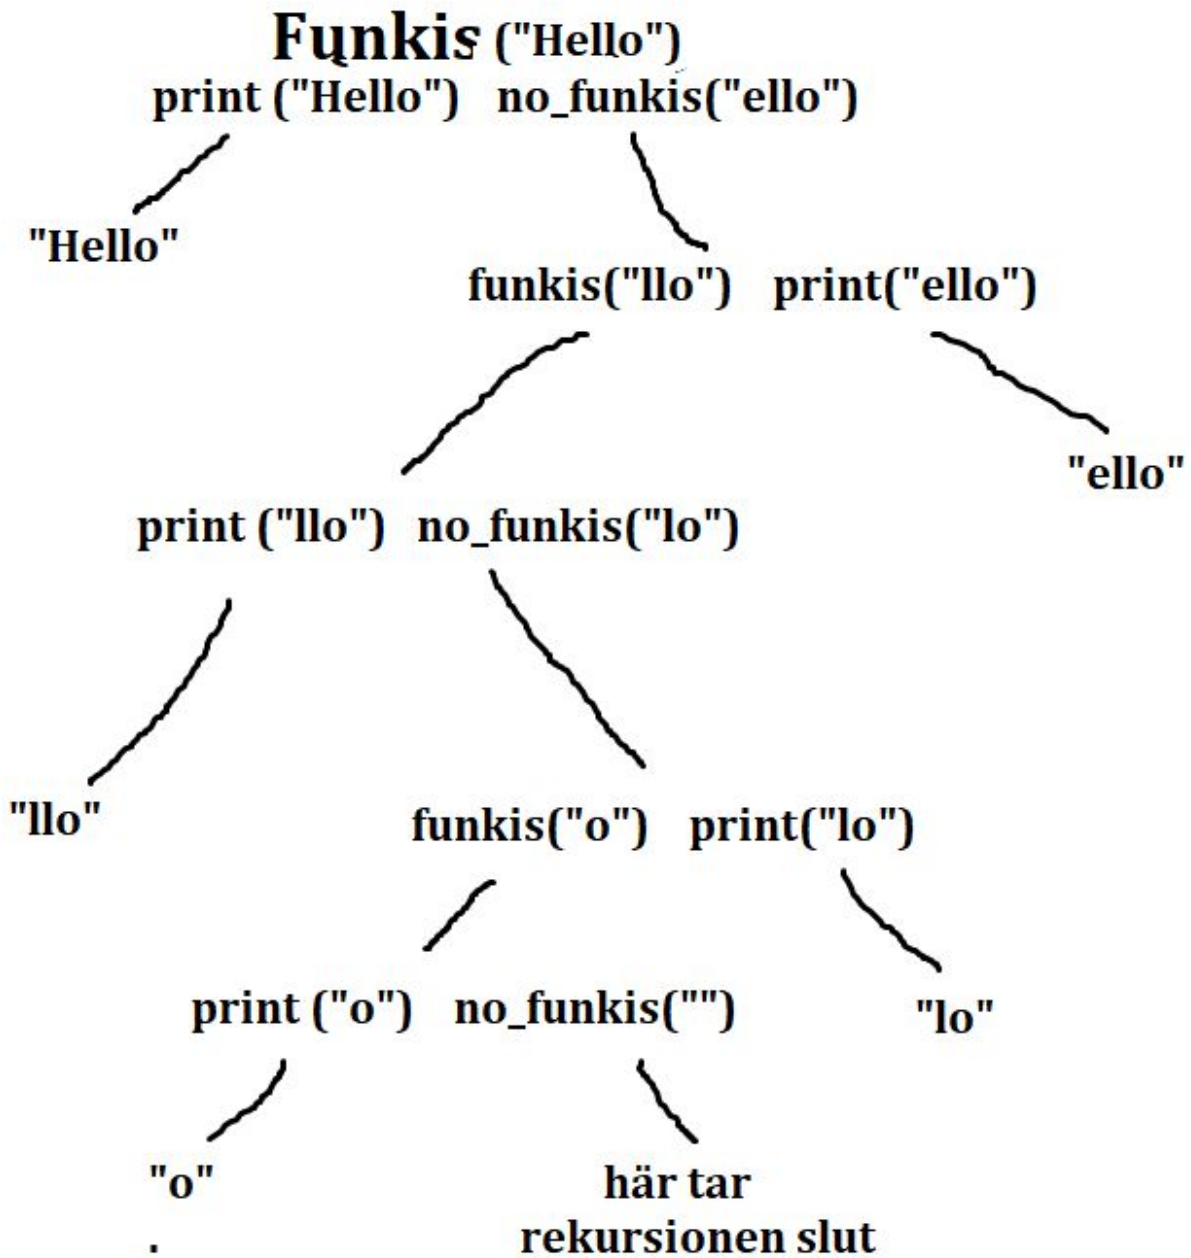 Funkis ("Hello")
print ("Hello") no_funkis("ello")
"Hello"
funkis("llo") print("ello")
"ello"
print ("llo") no_funkis("lo")
"llo"
funkis("o") print("lo")
print ("o") no_funkis("")
"lo"
"o"
här tar
. rekursionen slut